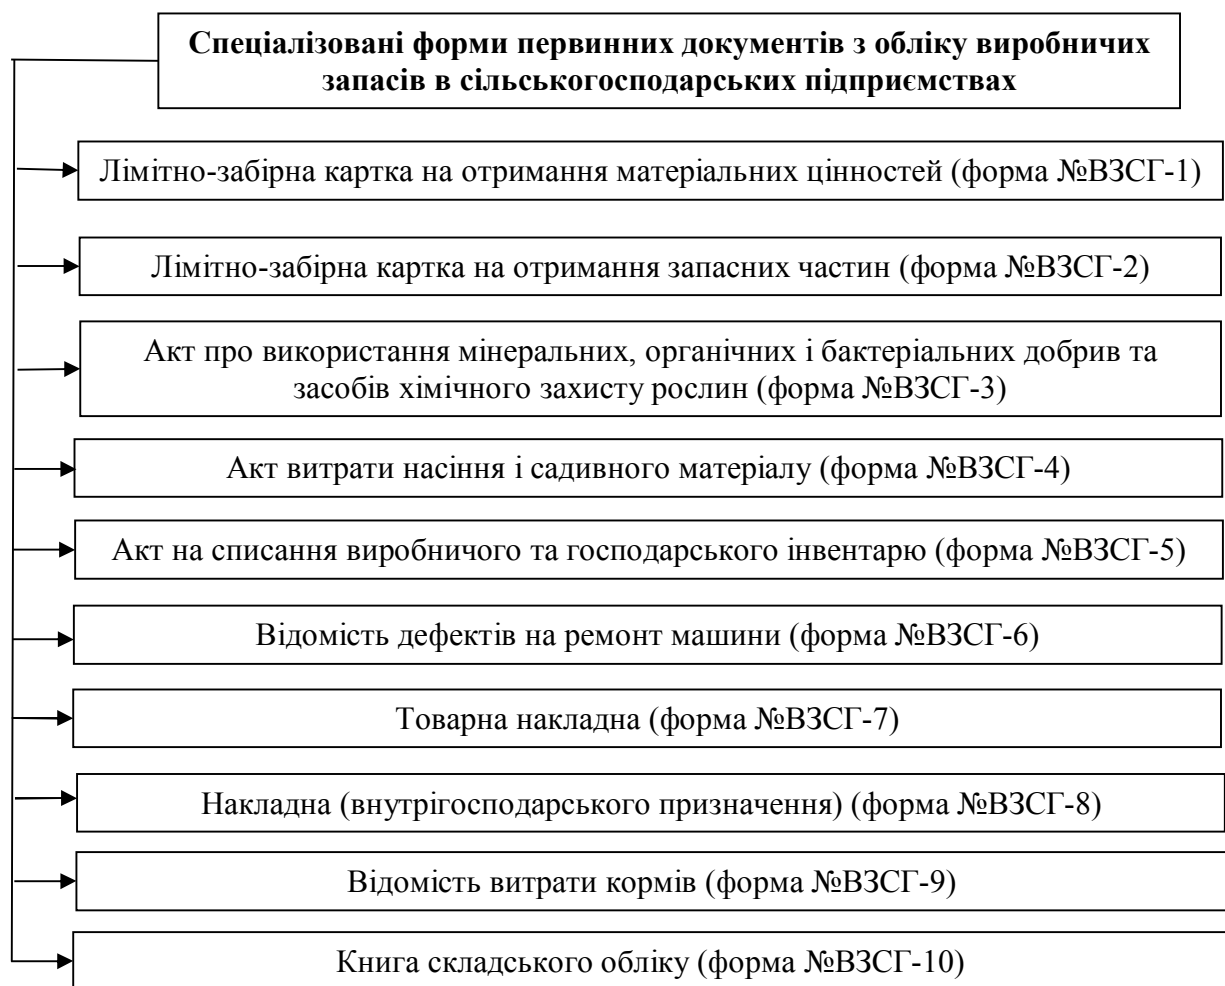 Спеціалізовані форми первинних документів з обліку виробничих
запасів в сільськогосподарських підприємствах
Лімітно-забірна картка на отримання матеріальних цінностей (форма №ВЗСГ-1)
Лімітно-забірна картка на отримання запасних частин (форма №ВЗСГ-2)
Акт про використання мінеральних, органічних і бактеріальних добрив та
засобів хімічного захисту рослин (форма №ВЗСГ-3)
Акт витрати насіння і садивного матеріалу (форма №ВЗСГ-4)
Акт на списання виробничого та господарського інвентарю (форма №ВЗСГ-5)
Відомість дефектів на ремонт машини (форма №ВЗСГ-6)
Товарна накладна (форма №ВЗСГ-7)
Накладна (внутрігосподарського призначення) (форма №ВЗСГ-8)
Відомість витрати кормів (форма №ВЗСГ-9)
Книга складського обліку (форма №ВЗСГ-10)